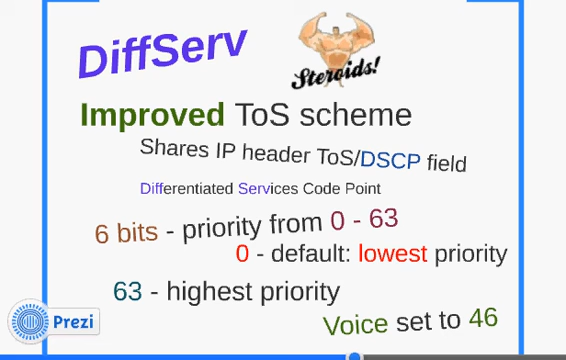 DiffServ
Steroids!
Improved ToS scheme
Shares IP header ToS/DSCP field
Differentiated Services Code Point
6 bits - priority from 0 - 63
0 - default: lowest priority
63 - highest priority
Voice set to 46
Prezi